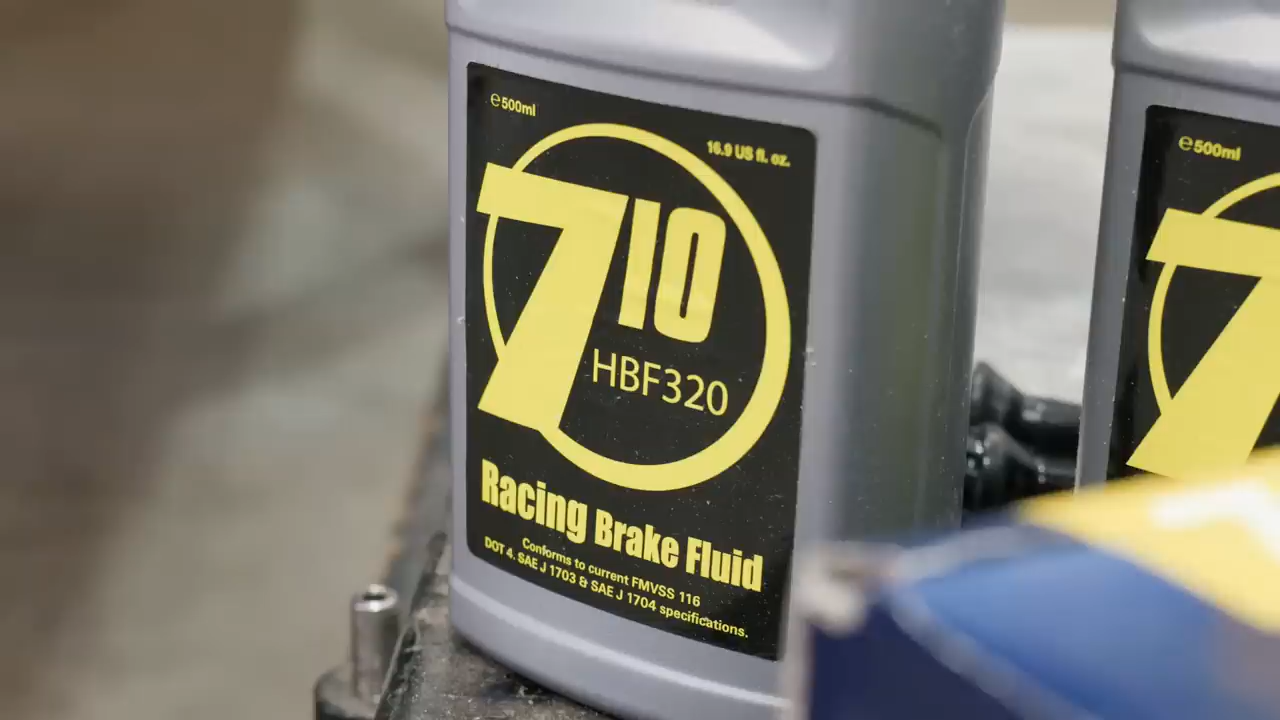 ℮500ml
16.9 US fl. oz.
710
HBF320
Racing Brake Fluid
Conforms to current FMVSS 116
DOT 4. SAE J 1703 & SAE J 1704 specifications.
℮500ml
7